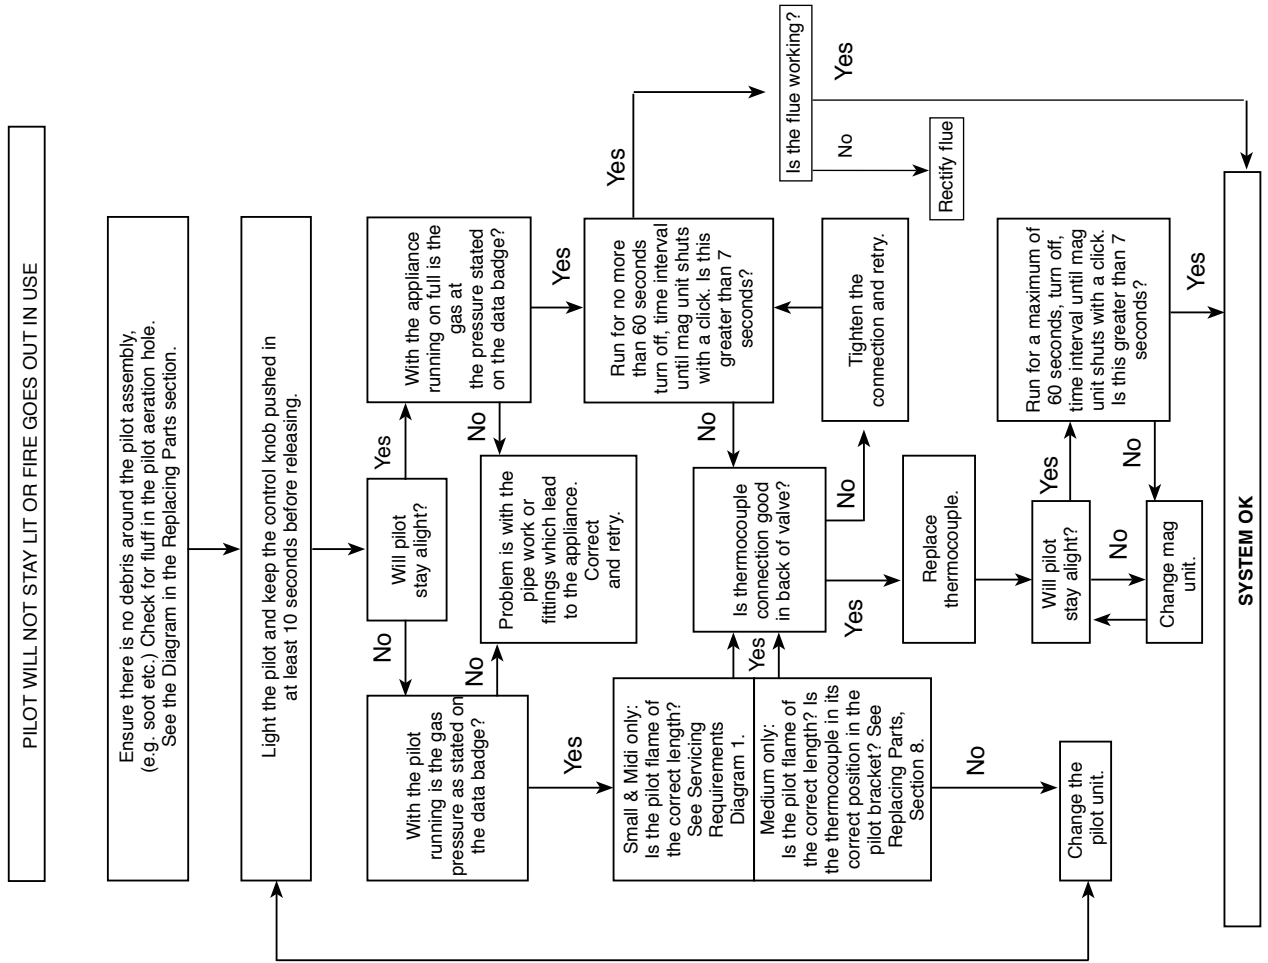 PILOT WILL NOT STAY LIT OR FIRE GOES OUT IN USE
Ensure there is no debris around the pilot assembly,
(e.g. soot etc.) Check for fluff in the pilot aeration hole.
See the Diagram in the Replacing Parts section.
Light the pilot and keep the control knob pushed in
at least 10 seconds before releasing.
Will pilot
stay alight?
No
Yes
With the pilot
running is the gas
pressure as stated on
the data badge?
With the appliance
running on full is the
gas at
the pressure stated
on the data badge?
No
No
Problem is with the
pipe work or
fittings which lead
to the appliance.
Correct
and retry.
Yes
Yes
Small & Midi only:
Is the pilot flame of
the correct length?
See Servicing
Requirements
Diagram 1.
Medium only:
Is the pilot flame of
the correct length? Is
the thermocouple in its
correct position in the
pilot bracket? See
Replacing Parts,
Section 8.
Yes
Is thermocouple
connection good
in back of valve?
No
Run for no more
than 60 seconds
turn off, time interval
until mag unit shuts
with a click. Is this
greater than 7
seconds?
Yes
Is the flue working?
No
Yes
Rectify flue
Yes
No
Tighten the
connection and retry.
Replace
thermocouple.
No
Change the
pilot unit.
Will pilot
stay alight?
Yes
No
Change mag
unit.
No
Run for a maximum of
60 seconds, turn off,
time interval until mag
unit shuts with a click.
Is this greater than 7
seconds?
Yes
SYSTEM OK